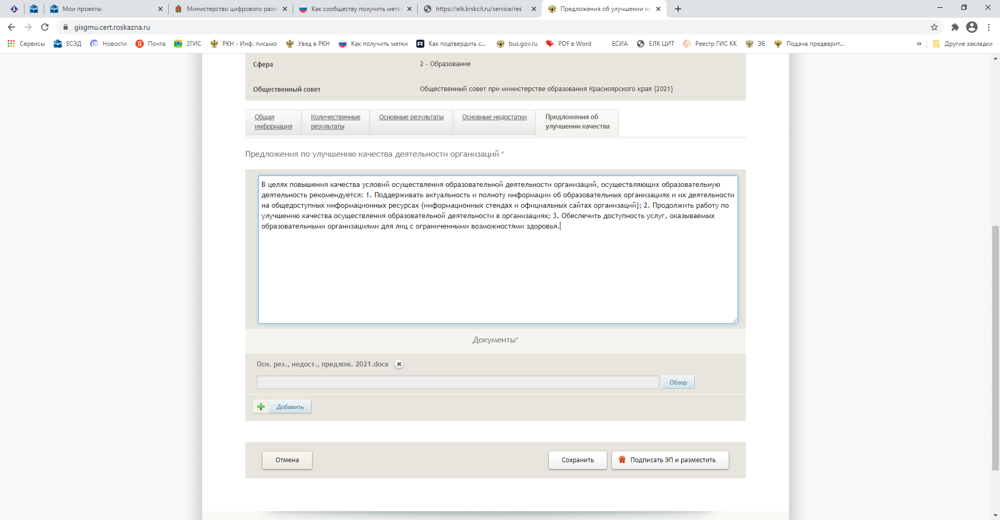 Мои проекты
Министерство цифрового разв
Как сообществу получить метк
https://elk.krskcit.ru/service/res
Предложения об улучшении ка
gisgmu.cert.roskazna.ru
Сервисы
ЕСЭД
Новости
Почта
2ГИС
РКН - Инф. письмо
Увед в РКН
Как получить метки
Как подтвердить с...
bus.gov.ru
PDF в Word
ЕСИА
ЕЛК ЦИТ
Реестр ГИС КК
ЭБ
Подача предварит...
»
Другие закладки
Сфера
2 - Образование
Общественный совет
Общественный совет при министерстве образования Красноярского края (2021)
Общая
информация
Количественные
результаты
Основные результаты
Основные недостатки
Предложения об
улучшении качества
Предложения по улучшению качества деятельности организаций *
В целях повышения качества условий осуществления образовательной деятельности организаций, осуществляющих образовательную
деятельность рекомендуется: 1. Поддерживать актуальность и полноту информации об образовательных организациях и их деятельности
на общедоступных информационных ресурсах (информационных стендах и официальных сайтах организаций); 2. Продолжить работу по
улучшению качества осуществления образовательной деятельности в организациях; 3. Обеспечить доступность услуг, оказываемых
образовательными организациями для лиц с ограниченными возможностями здоровья.
Документы*
Осн. рез., недост., предлож. 2021.docx
Обзор
Добавить
Отмена
Сохранить
Подписать ЭП и разместить